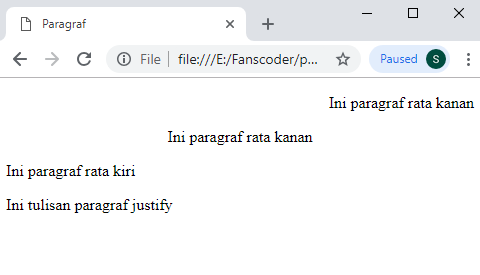 Paragraf
File
file:///E:/Fanscoder/p...
Paused
S
Ini paragraf rata kanan
Ini paragraf rata kanan
Ini paragraf rata kiri
Ini tulisan paragraf justify